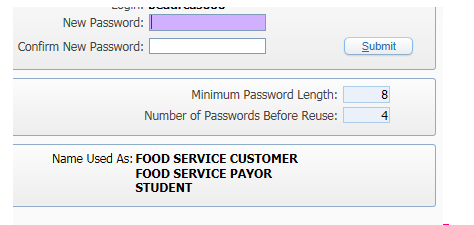 New Password:
Confirm New Password:
Submit
Minimum Password Length: 8
Number of Passwords Before Reuse: 4
Name Used As: FOOD SERVICE CUSTOMER
FOOD SERVICE PAYOR
STUDENT